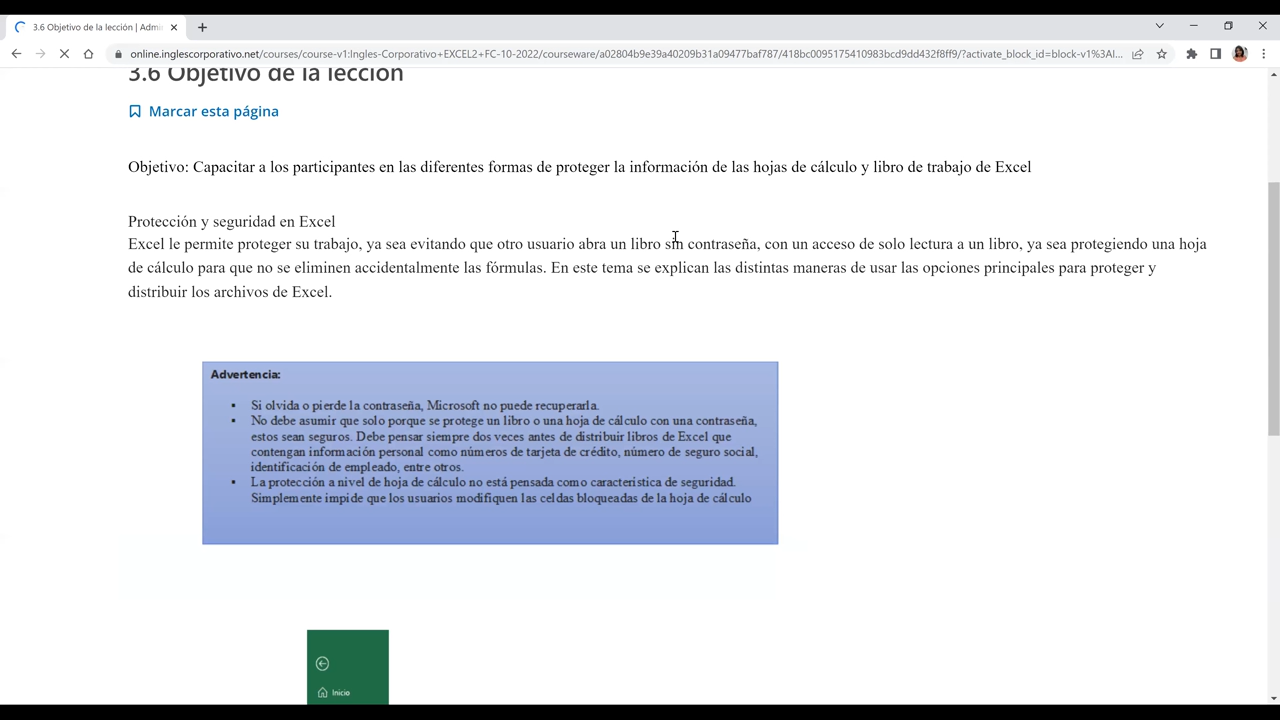 3.6 Objetivo de la lección | Admi
online.inglescorporativo.net/courses/course-v1:Ingles-Corporativo+EXCEL2+FC-10-2022/courseware/a02804b9e39a40209b31a09477baf787/418bc0095175410983bcd9dd432f8ff9/?activate_block_id=block-v1%3AI...
3.6 Objetivo de la lección
Marcar esta página
Objetivo: Capacitar a los participantes en las diferentes formas de proteger la información de las hojas de cálculo y libro de trabajo de Excel
Protección y seguridad en Excel
Excel le permite proteger su trabajo, ya sea evitando que otro usuario abra un libro sin contraseña, con un acceso de solo lectura a un libro, ya sea protegiendo una hoja
de cálculo para que no se eliminen accidentalmente las fórmulas. En este tema se explican las distintas maneras de usar las opciones principales para proteger y
distribuir los archivos de Excel.
Advertencia:
▪ Si olvida o pierde la contraseña, Microsoft no puede recuperarla.
▪ No debe asumir que solo porque se protege un libro o una hoja de cálculo con una contraseña,
estos sean seguros. Debe pensar siempre dos veces antes de distribuir libros de Excel que
contengan información personal como números de tarjeta de crédito, número de seguro social,
identificación de empleado, entre otros.
▪ La protección a nivel de hoja de cálculo no está pensada como característica de seguridad.
Simplemente impide que los usuarios modifiquen las celdas bloqueadas de la hoja de cálculo
Inicio